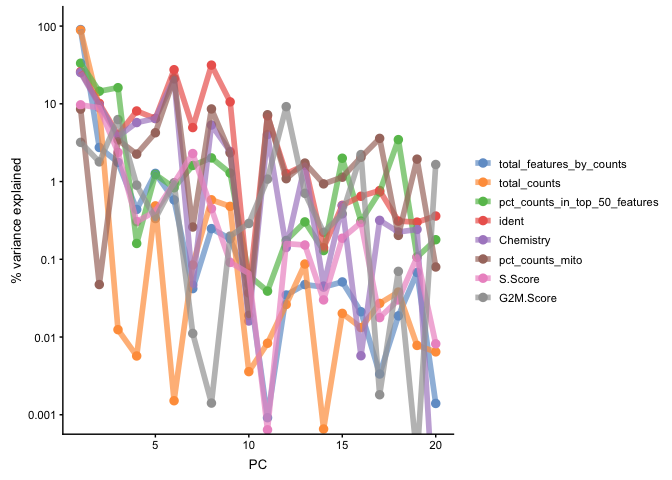 100
10
1
0.1
0.01
0.001
% variance explained
5
10
15
20
PC
total_features_by_counts
total_counts
pct_counts_in_top_50_features
ident
Chemistry
pct_counts_mito
S.Score
G2M.Score